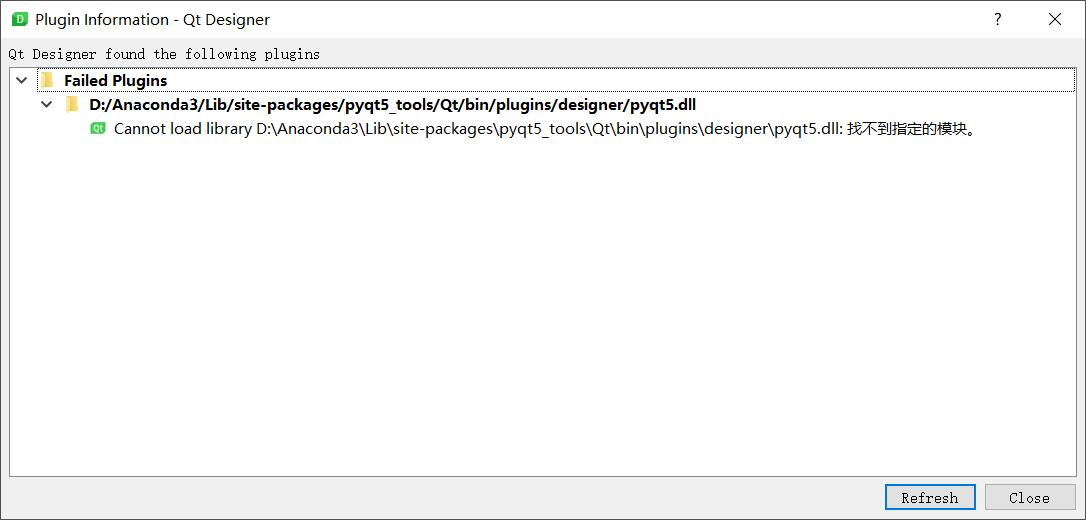 Plugin Information - Qt Designer
Qt Designer found the following plugins
Failed Plugins
D:/Anaconda3/Lib/site-packages/pyqt5_tools/Qt/bin/plugins/designer/pyqt5.dll
Cannot load library D:\Anaconda3\Lib\site-packages\pyqt5_tools\Qt\bin\plugins\designer\pyqt5.dll: 找不到指定的模块。
Refresh Close